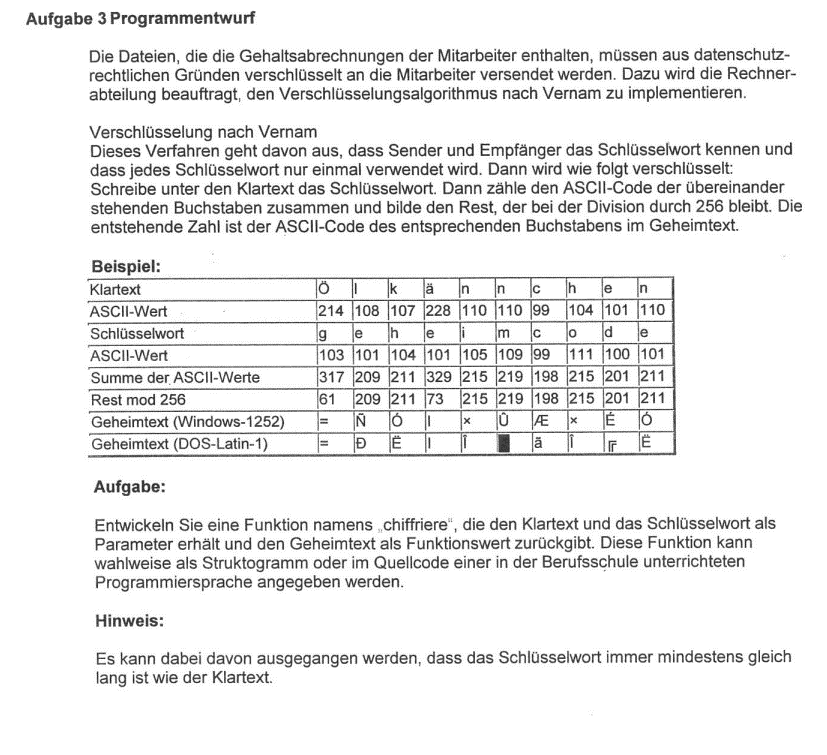 Aufgabe 3 Programmentwurf
Die Dateien, die die Gehaltsabrechnungen der Mitarbeiter enthalten, müssen aus datenschutz-
rechtlichen Gründen verschlüsselt an die Mitarbeiter versendet werden. Dazu wird die Rechner-
abteilung beauftragt, den Verschlüsselungsalgorithmus nach Vernam zu implementieren.
Verschlüsselung nach Vernam
Dieses Verfahren geht davon aus, dass Sender und Empfänger das Schlüsselwort kennen und
dass jedes Schlüsselwort nur einmal verwendet wird. Dann wird wie folgt verschlüsselt:
Schreibe unter den Klartext das Schlüsselwort. Dann zähle den ASCII-Code der übereinander
stehenden Buchstaben zusammen und bilde den Rest, der bei der Division durch 256 bleibt. Die
entstehende Zahl ist der ASCII-Code des entsprechenden Buchstabens im Geheimtext.
Beispiel:
Klartext Ö l k ä n n c h e n
ASCII-Wert 214 108 107 228 110 110 99 104 101 110
Schlüsselwort g e h e i m c o d e
ASCII-Wert 103 101 104 101 105 109 99 111 100 101
Summe der ASCII-Werte 317 209 211 329 215 219 198 215 201 211
Rest mod 256 61 209 211 73 215 219 198 215 201 211
Geheimtext (Windows-1252) = Ñ Ó I × Û Æ × É Ó
Geheimtext (DOS-Latin-1) = Ð Ë I Î █ ã Î ╔ Ë
Aufgabe:
Entwickeln Sie eine Funktion namens „chiffriere“, die den Klartext und das Schlüsselwort als
Parameter erhält und den Geheimtext als Funktionswert zurückgibt. Diese Funktion kann
wahlweise als Struktogramm oder im Quellcode einer in der Berufsschule unterrichteten
Programmiersprache angegeben werden.
Hinweis:
Es kann dabei davon ausgegangen werden, dass das Schlüsselwort immer mindestens gleich
lang ist wie der Klartext.